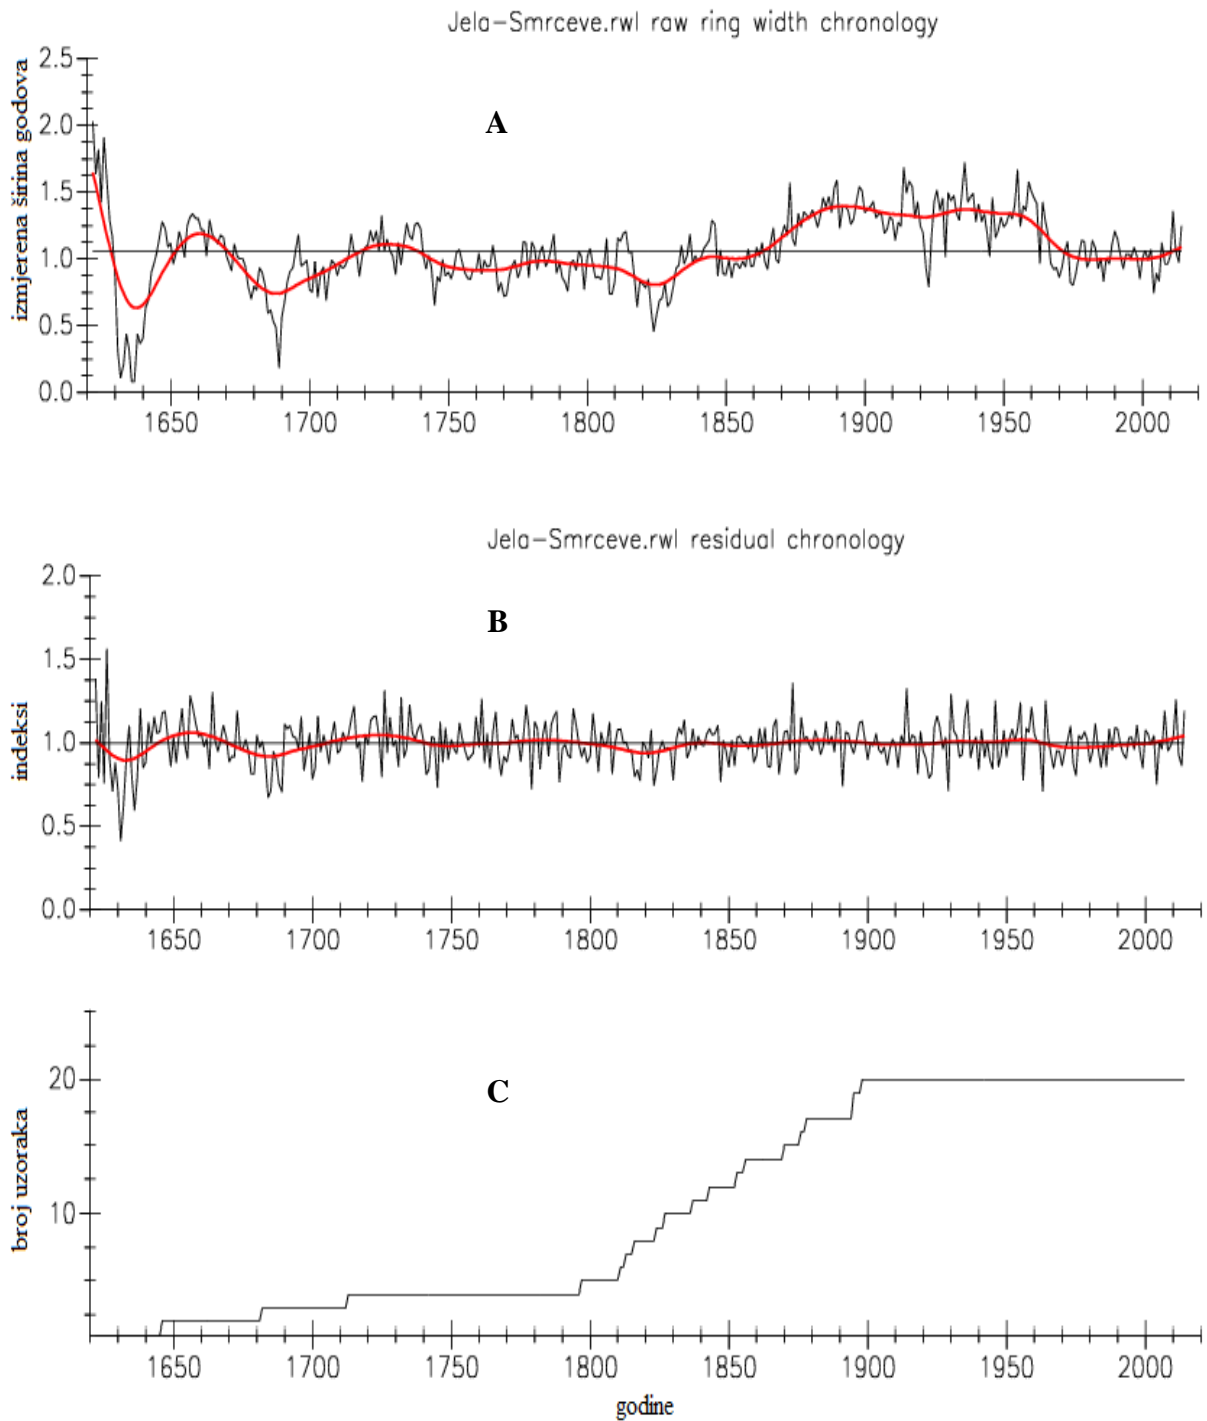 Jela-Smrceve.rwl raw ring width chronology
A
izmjerena širina godova
2.5
2.0
1.5
1.0
0.5
0.0
1650 1700 1750 1800 1850 1900 1950 2000
Jela-Smrceve.rwl residual chronology
B
indeksi
2.0
1.5
1.0
0.5
0.0
1650 1700 1750 1800 1850 1900 1950 2000
C
broj uzoraka
20
10
1650 1700 1750 1800 1850 1900 1950 2000
godine